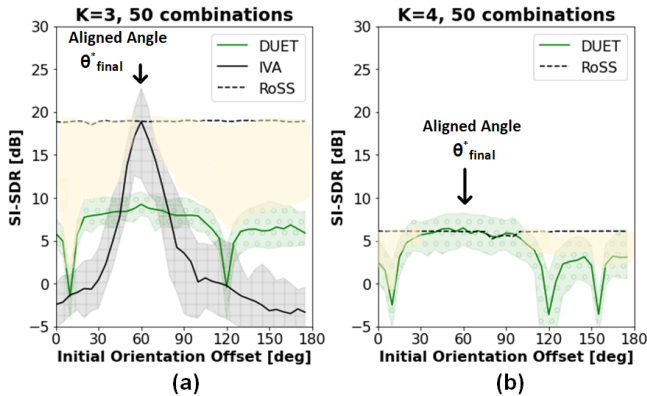 K=3, 50 combinations
Aligned Angle
θ*final
DUET
IVA
RoSS
SI-SDR [dB]
30
25
20
15
10
5
0
−5
0
30
60
90
120
150
180
Initial Orientation Offset [deg]
(a)
K=4, 50 combinations
DUET
RoSS
Aligned Angle
θ*final
SI-SDR [dB]
30
25
20
15
10
5
0
−5
0
30
60
90
120
150
180
Initial Orientation Offset [deg]
(b)